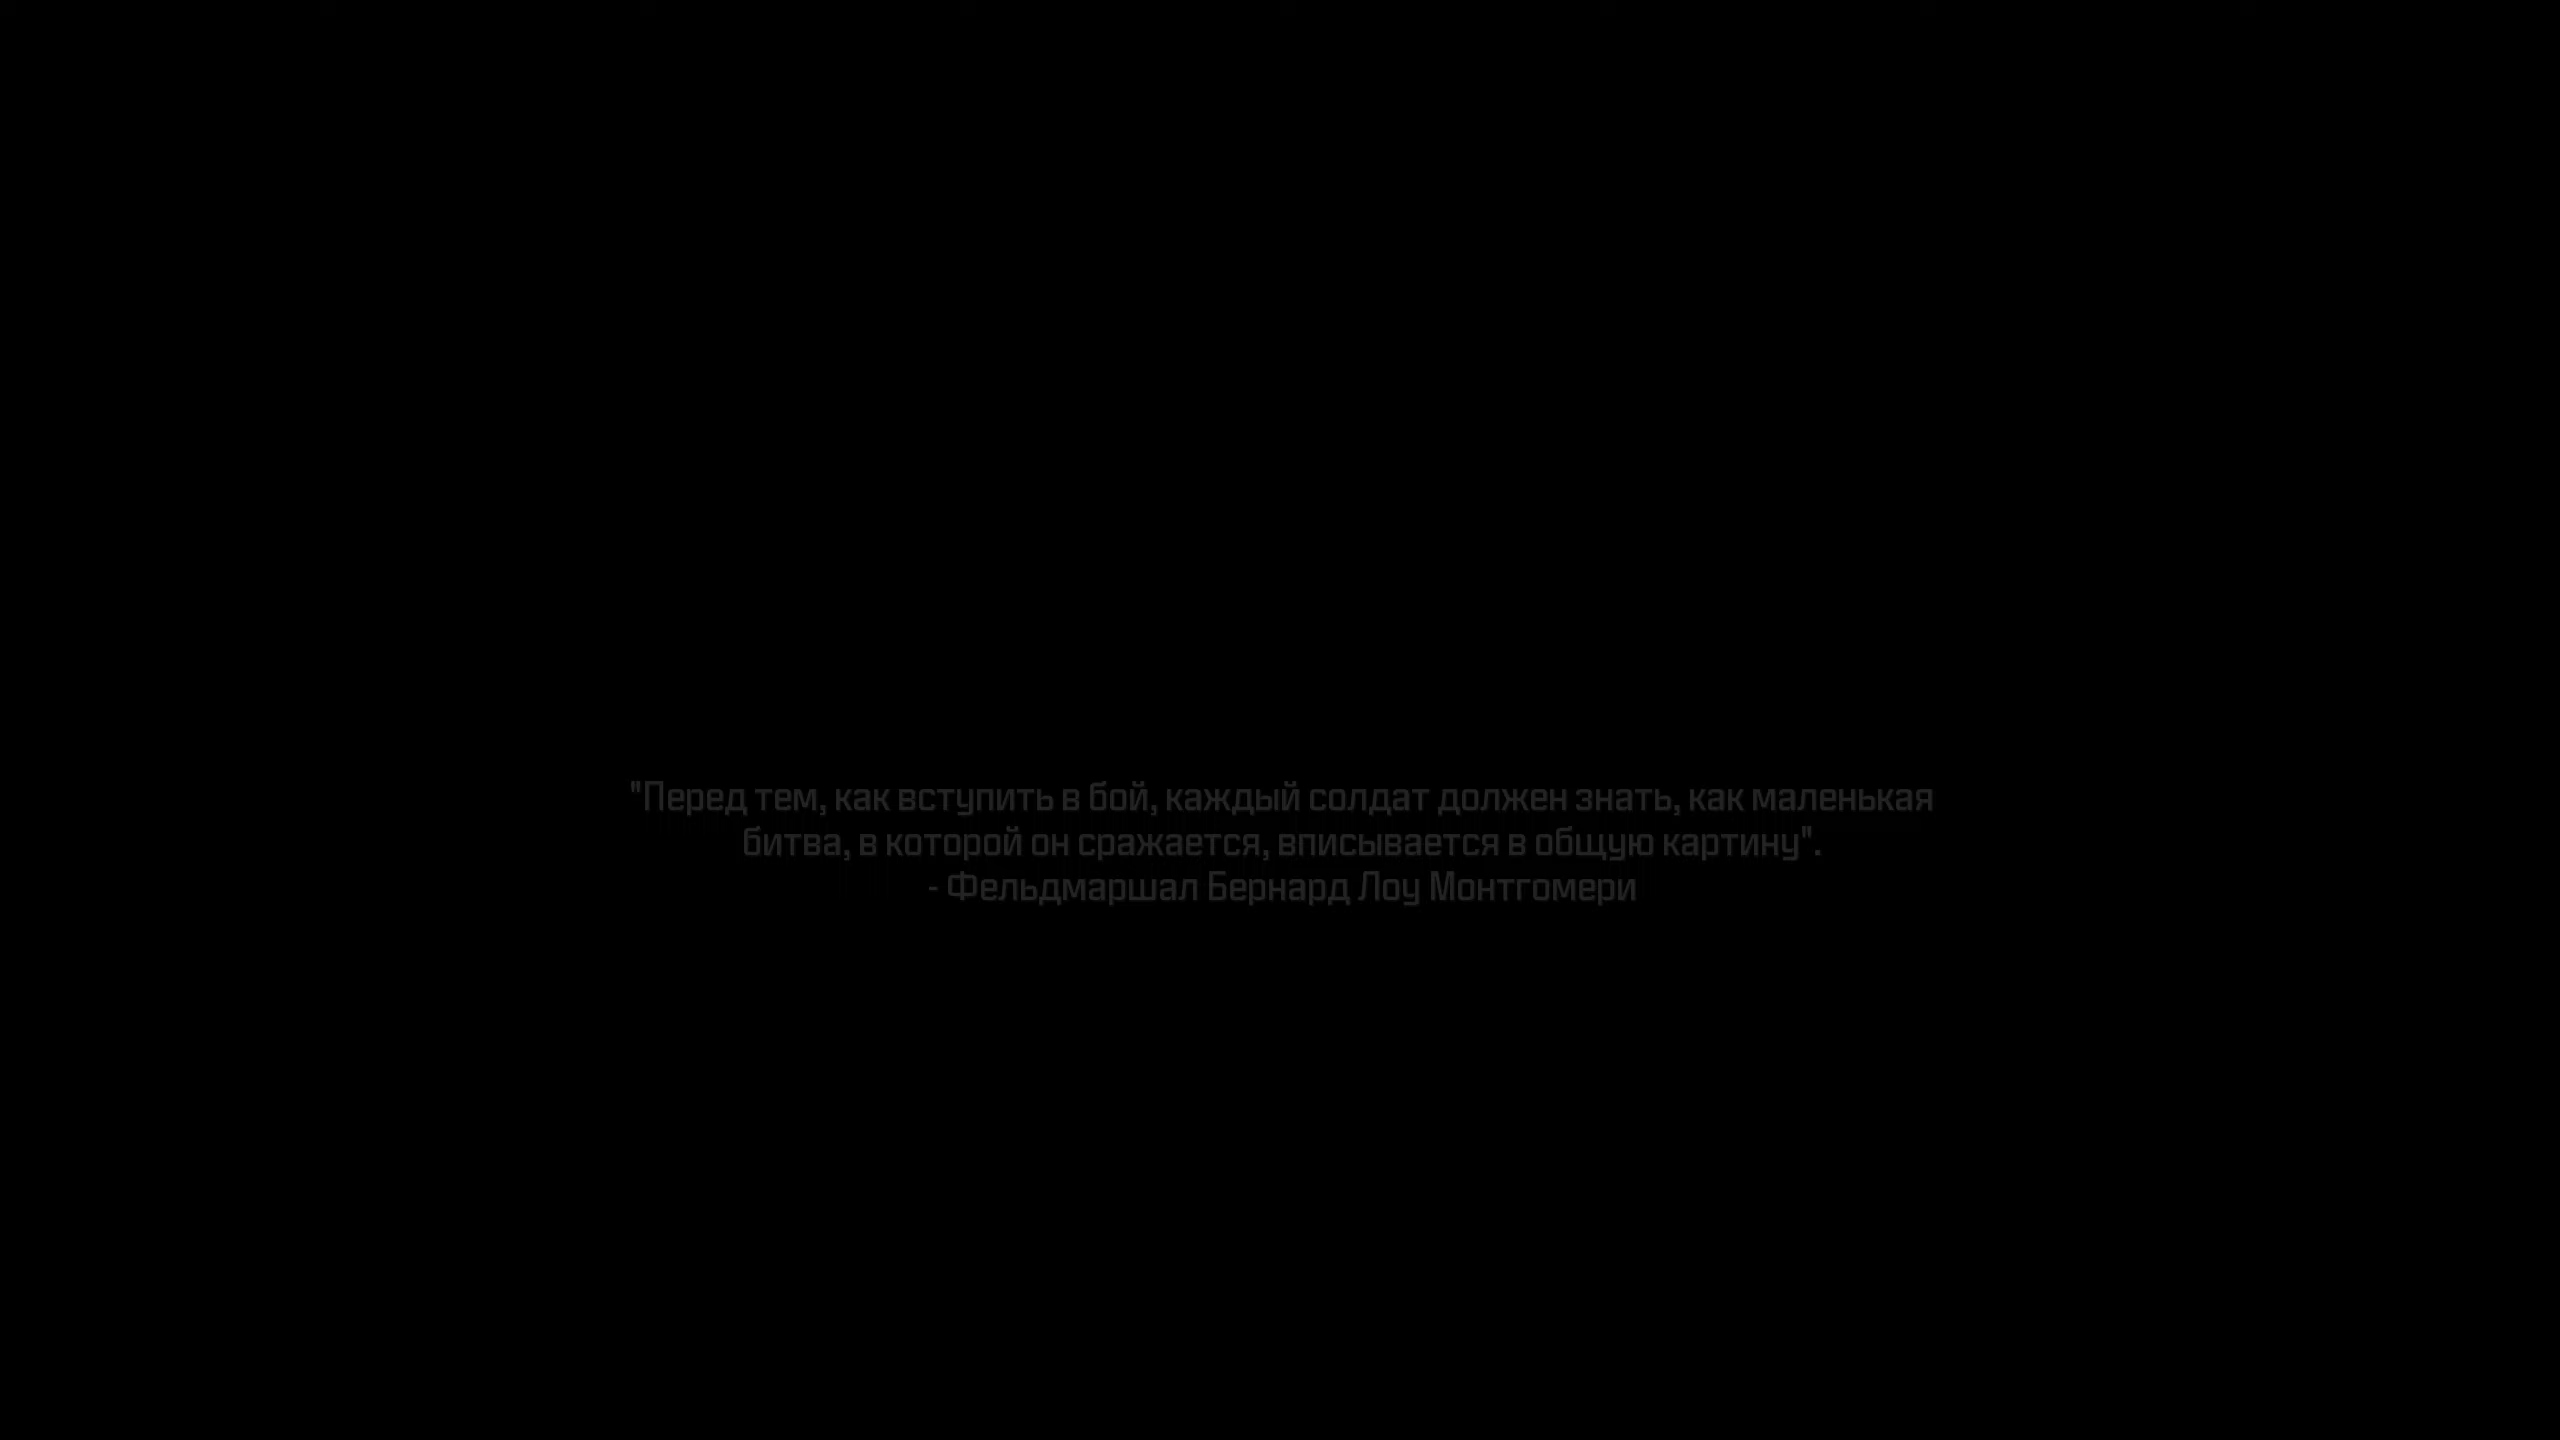 "Перед тем, как вступить в бой, каждый солдат должен знать, как маленькая
битва, в которой он сражается, вписывается в общую картину".
- Фельдмаршал Бернард Лоу Монтгомери